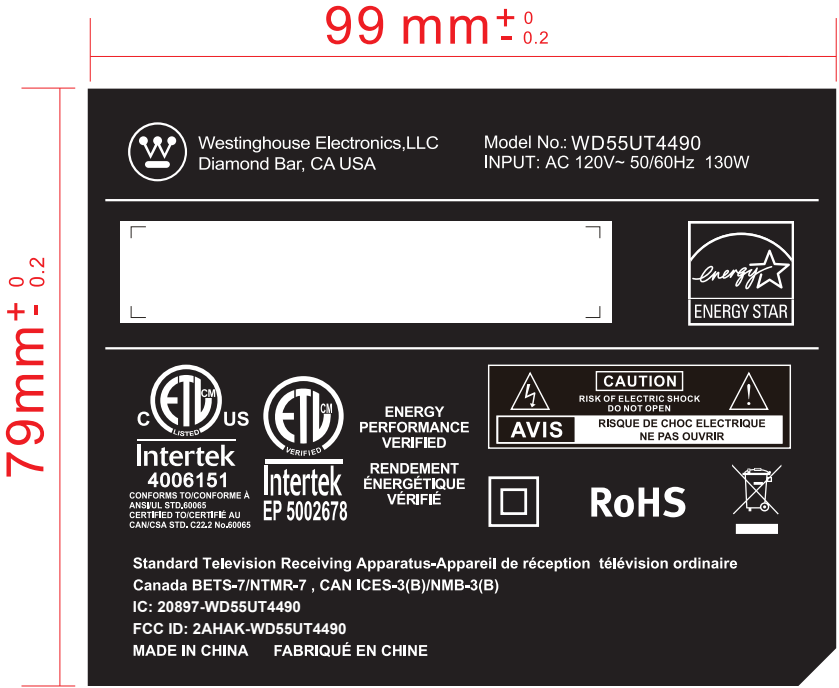 99 mm ± 0 0.2
79mm ± 0 0.2
W
Westinghouse Electronics,LLC
Diamond Bar, CA USA
Model No.: WD55UT4490
INPUT: AC 120V~ 50/60Hz 130W
energy
ENERGY STAR
C ETL CM US
LISTED
Intertek
4006151
CONFORMS TO/CONFORME À
ANSI/UL STD.60065
CERTIFIED TO/CERTIFIÉ AU
CAN/CSA STD. C22.2 No.60065
ETL CM
VERIFIED
Intertek
EP 5002678
ENERGY
PERFORMANCE
VERIFIED
RENDEMENT
ÉNERGÉTIQUE
VÉRIFIÉ
CAUTION
RISK OF ELECTRIC SHOCK
DO NOT OPEN
AVIS
RISQUE DE CHOC ELECTRIQUE
NE PAS OUVRIR
RoHS
Standard Television Receiving Apparatus-Appareil de réception télévision ordinaire
Canada BETS-7/NTMR-7 , CAN ICES-3(B)/NMB-3(B)
IC: 20897-WD55UT4490
FCC ID: 2AHAK-WD55UT4490
MADE IN CHINA FABRIQUÉ EN CHINE